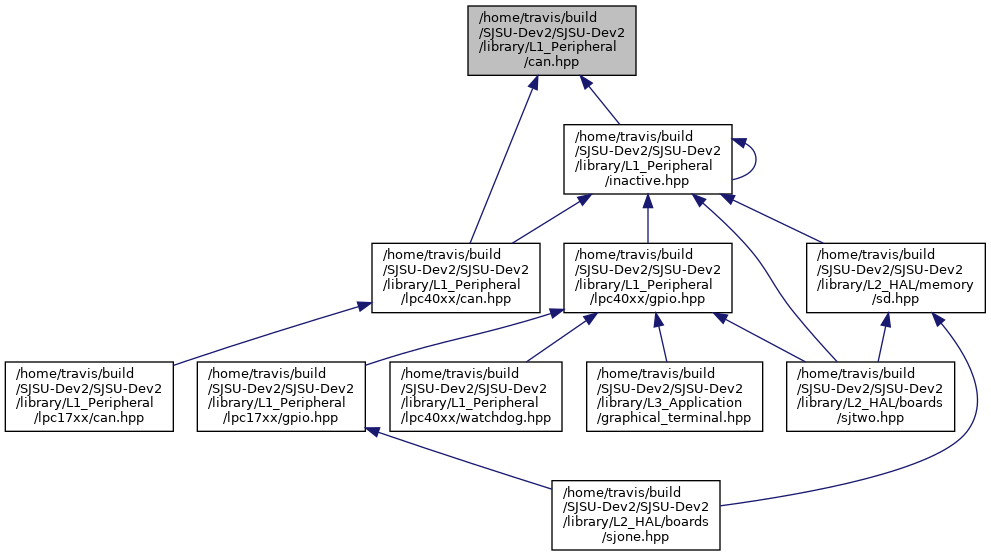 /home/travis/build
/SJSU-Dev2/SJSU-Dev2
/library/L1_Peripheral
/can.hpp
/home/travis/build
/SJSU-Dev2/SJSU-Dev2
/library/L1_Peripheral
/inactive.hpp
/home/travis/build
/SJSU-Dev2/SJSU-Dev2
/library/L1_Peripheral
/lpc40xx/can.hpp
/home/travis/build
/SJSU-Dev2/SJSU-Dev2
/library/L1_Peripheral
/lpc40xx/gpio.hpp
/home/travis/build
/SJSU-Dev2/SJSU-Dev2
/library/L2_HAL/memory
/sd.hpp
/home/travis/build
/SJSU-Dev2/SJSU-Dev2
/library/L1_Peripheral
/lpc17xx/can.hpp
/home/travis/build
/SJSU-Dev2/SJSU-Dev2
/library/L1_Peripheral
/lpc17xx/gpio.hpp
/home/travis/build
/SJSU-Dev2/SJSU-Dev2
/library/L1_Peripheral
/lpc40xx/watchdog.hpp
/home/travis/build
/SJSU-Dev2/SJSU-Dev2
/library/L3_Application
/graphical_terminal.hpp
/home/travis/build
/SJSU-Dev2/SJSU-Dev2
/library/L2_HAL/boards
/sjtwo.hpp
/home/travis/build
/SJSU-Dev2/SJSU-Dev2
/library/L2_HAL/boards
/sjone.hpp